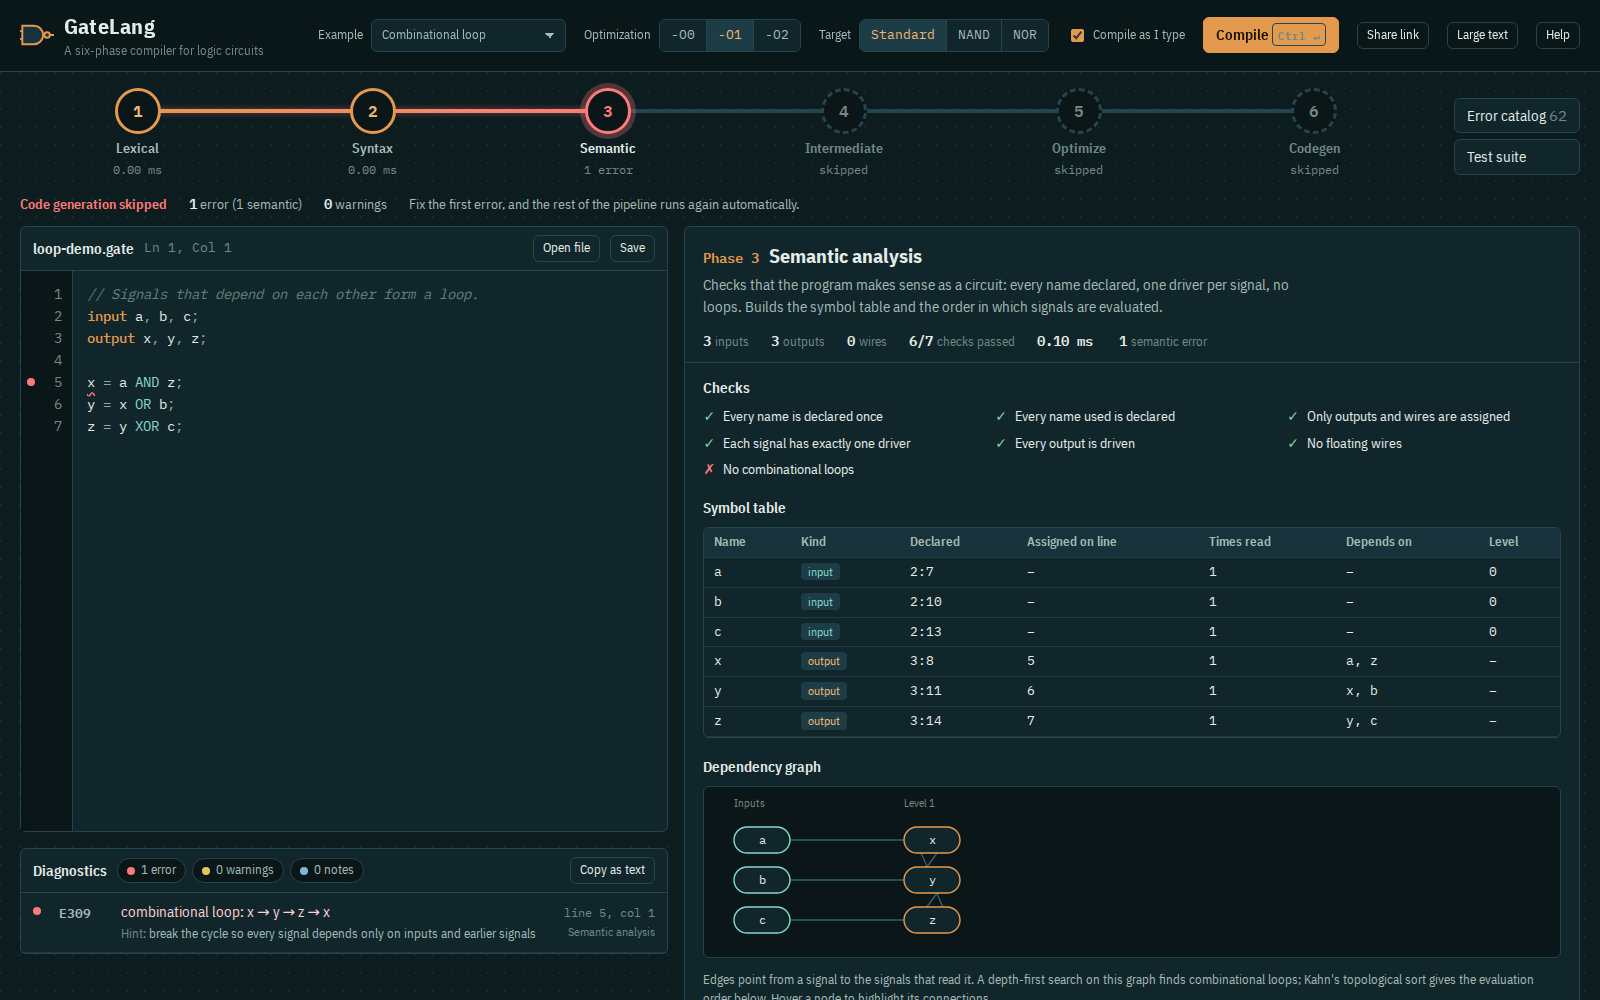 GateLang
A six-phase compiler for logic circuits
Example Combinational loop Optimization -O0 -O1 -O2 Target Standard NAND NOR Compile as I type Compile Ctrl ↵ Share link Large text Help
1 2 3 4 5 6
Lexical Syntax Semantic Intermediate Optimize Codegen
0.00 ms 0.00 ms 1 error skipped skipped skipped
Error catalog 62
Test suite
Code generation skipped 1 error (1 semantic) 0 warnings Fix the first error, and the rest of the pipeline runs again automatically.
loop-demo.gate Ln 1, Col 1 Open file Save
1 // Signals that depend on each other form a loop.
2 input a, b, c;
3 output x, y, z;
4
5 x = a AND z;
6 y = x OR b;
7 z = y XOR c;
Diagnostics 1 error 0 warnings 0 notes Copy as text
E309 combinational loop: x → y → z → x line 5, col 1
Hint: break the cycle so every signal depends only on inputs and earlier signals Semantic analysis
Phase 3 Semantic analysis
Checks that the program makes sense as a circuit: every name declared, one driver per signal, no
loops. Builds the symbol table and the order in which signals are evaluated.
3 inputs 3 outputs 0 wires 6/7 checks passed 0.10 ms 1 semantic error
Checks
✓ Every name is declared once ✓ Every name used is declared ✓ Only outputs and wires are assigned
✓ Each signal has exactly one driver ✓ Every output is driven ✓ No floating wires
✗ No combinational loops
Symbol table
Name Kind Declared Assigned on line Times read Depends on Level
a input 2:7 – 1 – 0
b input 2:10 – 1 – 0
c input 2:13 – 1 – 0
x output 3:8 5 1 a, z –
y output 3:11 6 1 x, b –
z output 3:14 7 1 y, c –
Dependency graph
Inputs Level 1
a x
b y
c z
Edges point from a signal to the signals that read it. A depth-first search on this graph finds combinational loops; Kahn's topological sort gives the evaluation
order below. Hover a node to highlight its connections.